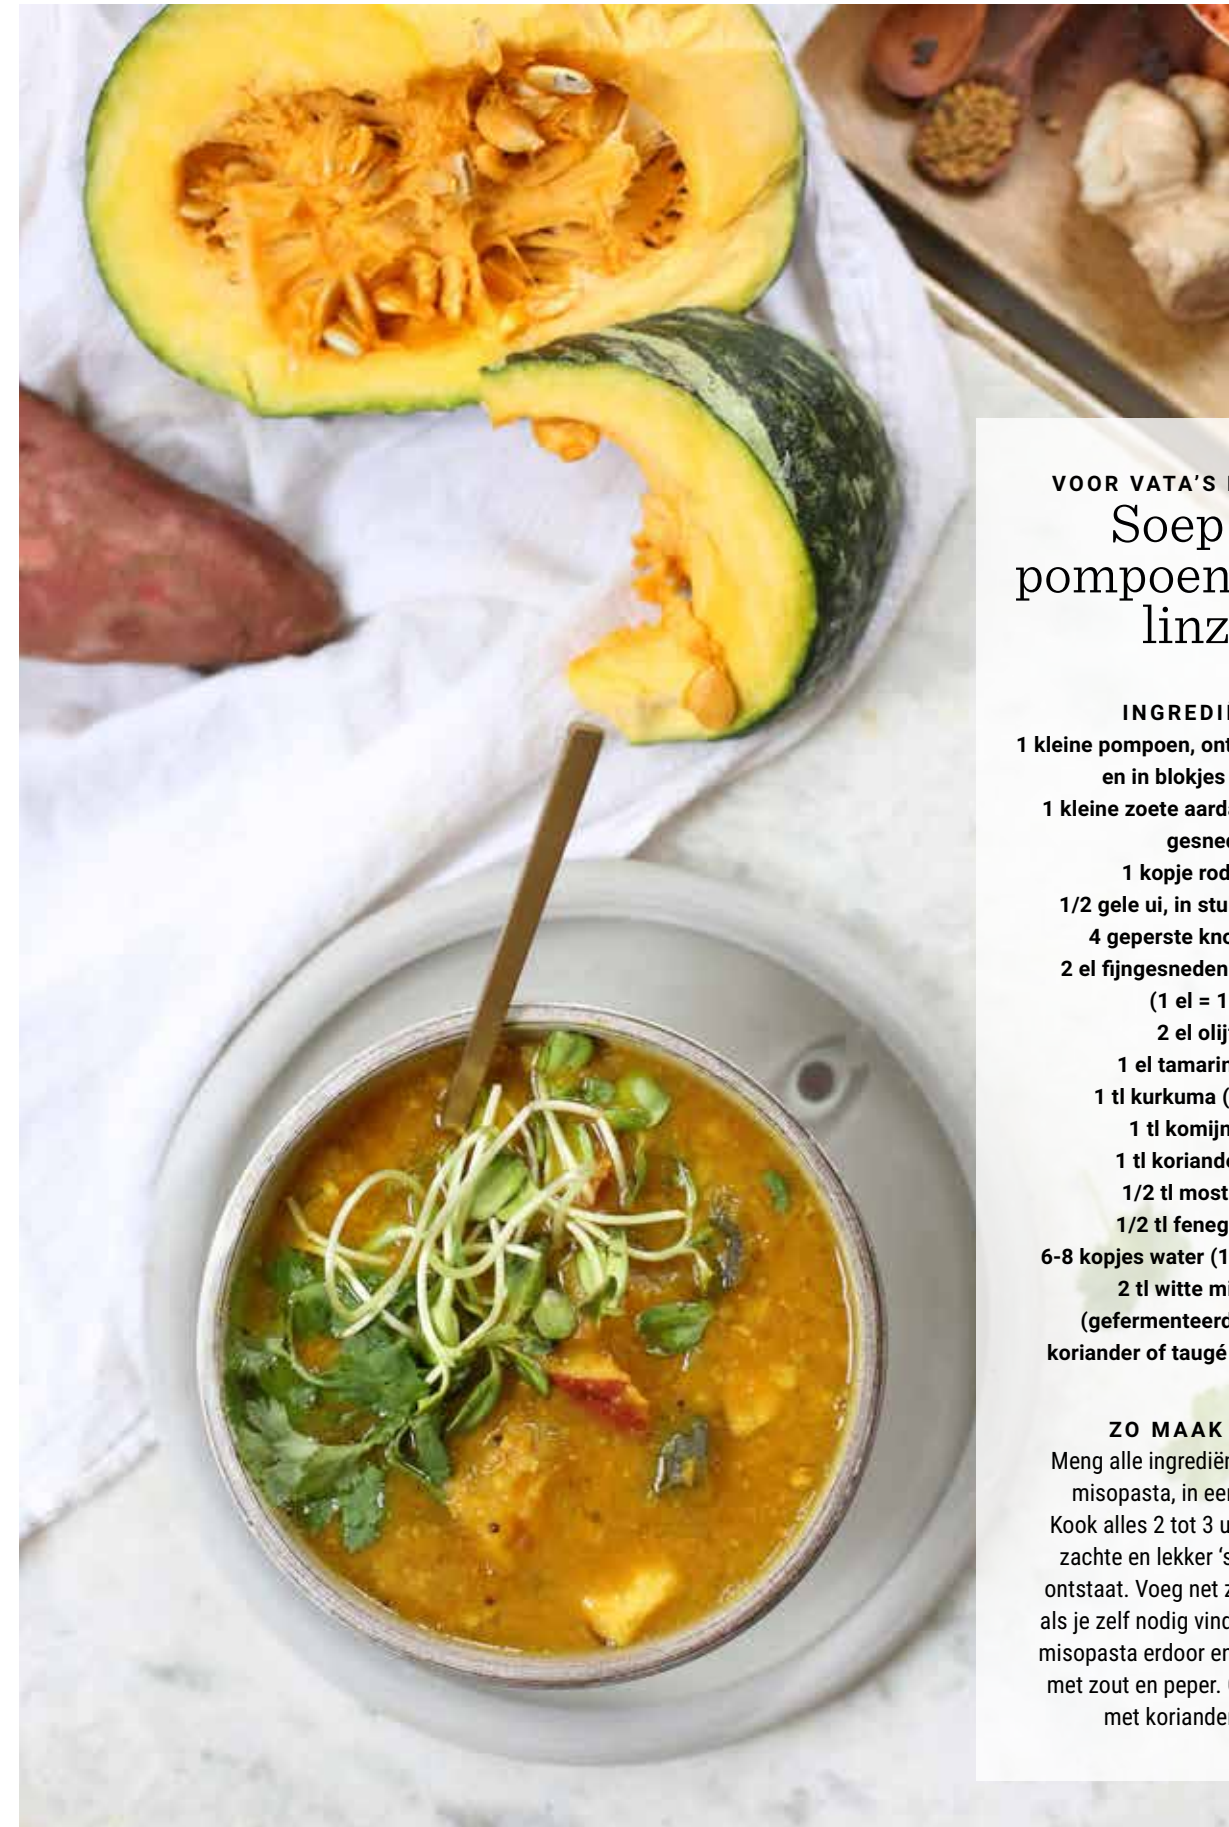 VOOR VATA’S
Soep
pompoen
linz
INGREDI
1 kleine pompoen, ont
en in blokjes
1 kleine zoete aard
gesne
1 kopje rod
1/2 gele ui, in stu
4 geperste kno
2 el fijngesneden
(1 el = 1
2 el olij
1 el tamari
1 tl kurkuma (
1 tl komijn
1 tl koriand
1/2 tl most
1/2 tl feneg
6-8 kopjes water (1
2 tl witte mi
(gefermenteerd
koriander of taugé
ZO MAAK
Meng alle ingredië
misopasta, in ee
Kook alles 2 tot 3 u
zachte en lekker ‘s
ontstaat. Voeg net z
als je zelf nodig vind
misopasta erdoor en
met zout en peper.
met koriander